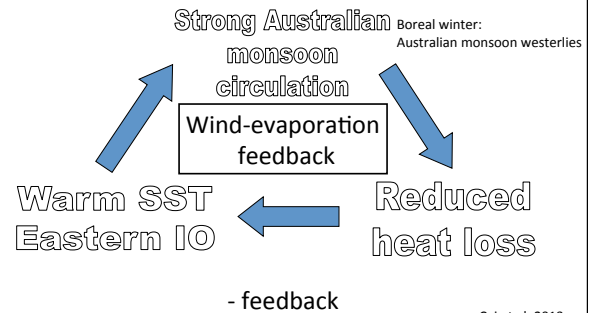 Strong Australian
monsoon
circulation
Boreal winter:
Australian monsoon westerlies
Wind-evaporation
feedback
Warm SST
Eastern IO
Reduced
heat loss
- feedback